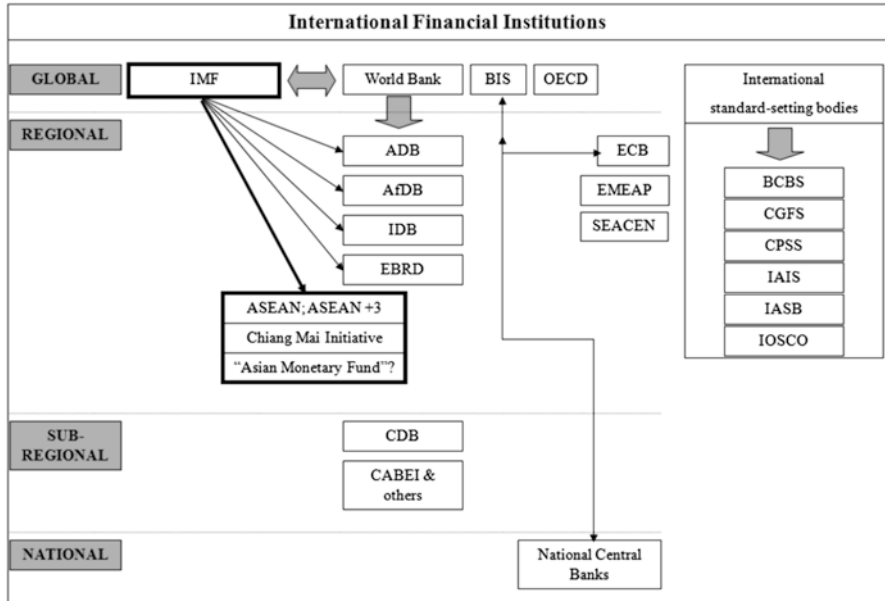 International Financial Institutions
GLOBAL
IMF
World Bank
BIS
OECD
International
standard-setting bodies
REGIONAL
ADB
AfDB
IDB
EBRD
ECB
EMEAP
SEACEN
BCBS
CGFS
CPSS
IAIS
IASB
IOSCO
ASEAN; ASEAN +3
Chiang Mai Initiative
“Asian Monetary Fund”?
SUB-
REGIONAL
CDB
CABEI &
others
NATIONAL
National Central
Banks